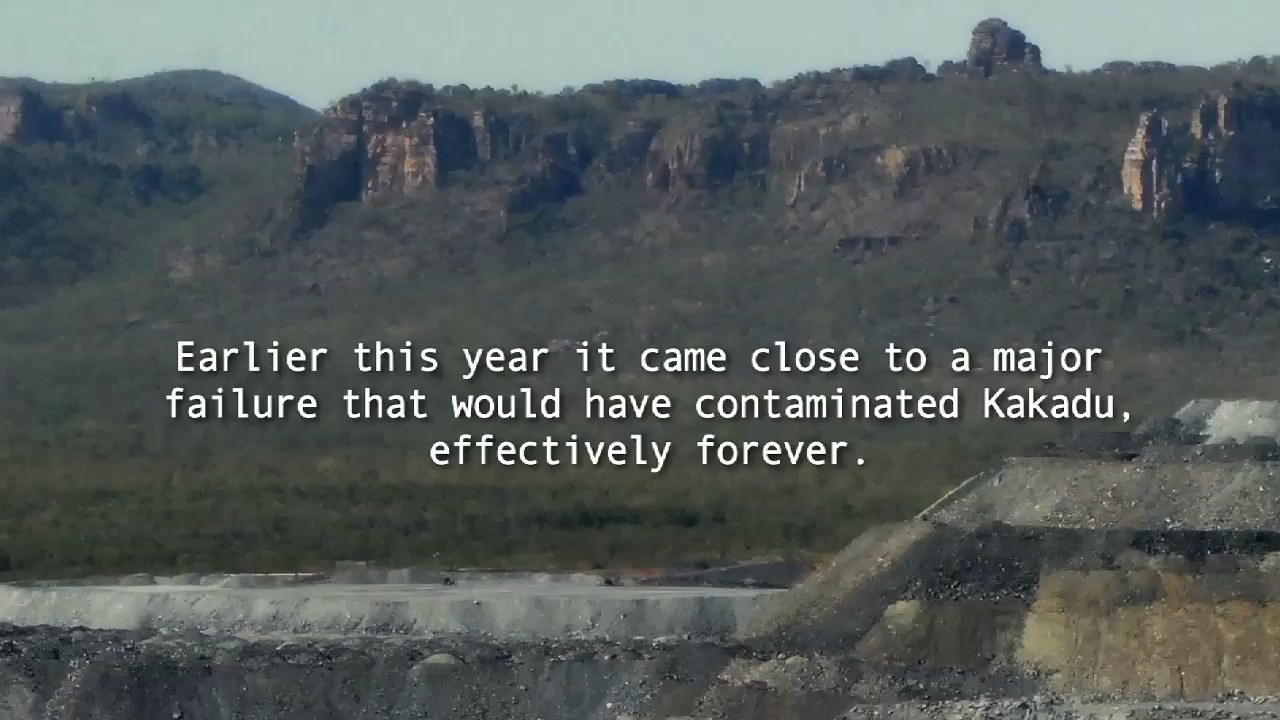 Earlier this year it came close to a major
failure that would have contaminated Kakadu,
effectively forever.